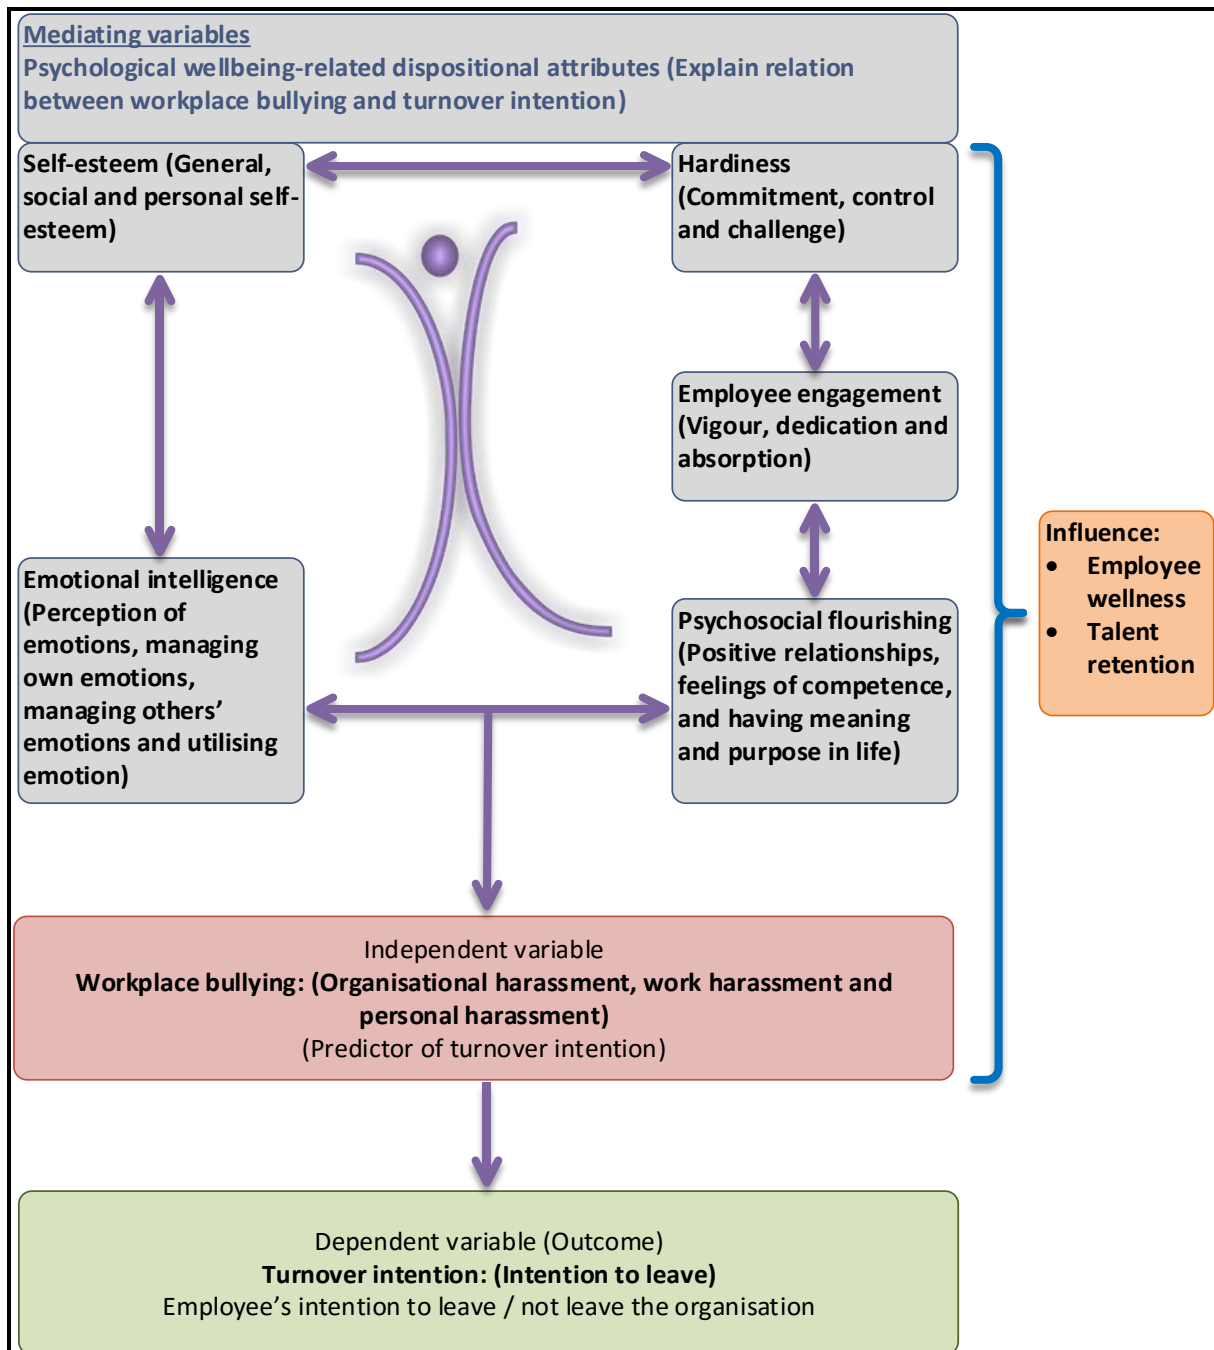 Mediating variables
Psychological wellbeing-related dispositional attributes (Explain relation
between workplace bullying and turnover intention)
Self-esteem (General,
social and personal self-
esteem)
Hardiness
(Commitment, control
and challenge)
Employee engagement
(Vigour, dedication and
absorption)
Emotional intelligence
(Perception of
emotions, managing
own emotions,
managing others’
emotions and utilising
emotion)
Psychosocial flourishing
(Positive relationships,
feelings of competence,
and having meaning
and purpose in life)
Influence:
• Employee
wellness
• Talent
retention
Independent variable
Workplace bullying: (Organisational harassment, work harassment and
personal harassment)
(Predictor of turnover intention)
Dependent variable (Outcome)
Turnover intention: (Intention to leave)
Employee’s intention to leave / not leave the organisation